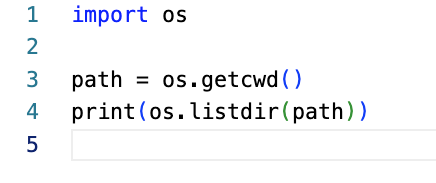 1 import os
2
3 path = os.getcwd()
4 print(os.listdir(path))
5